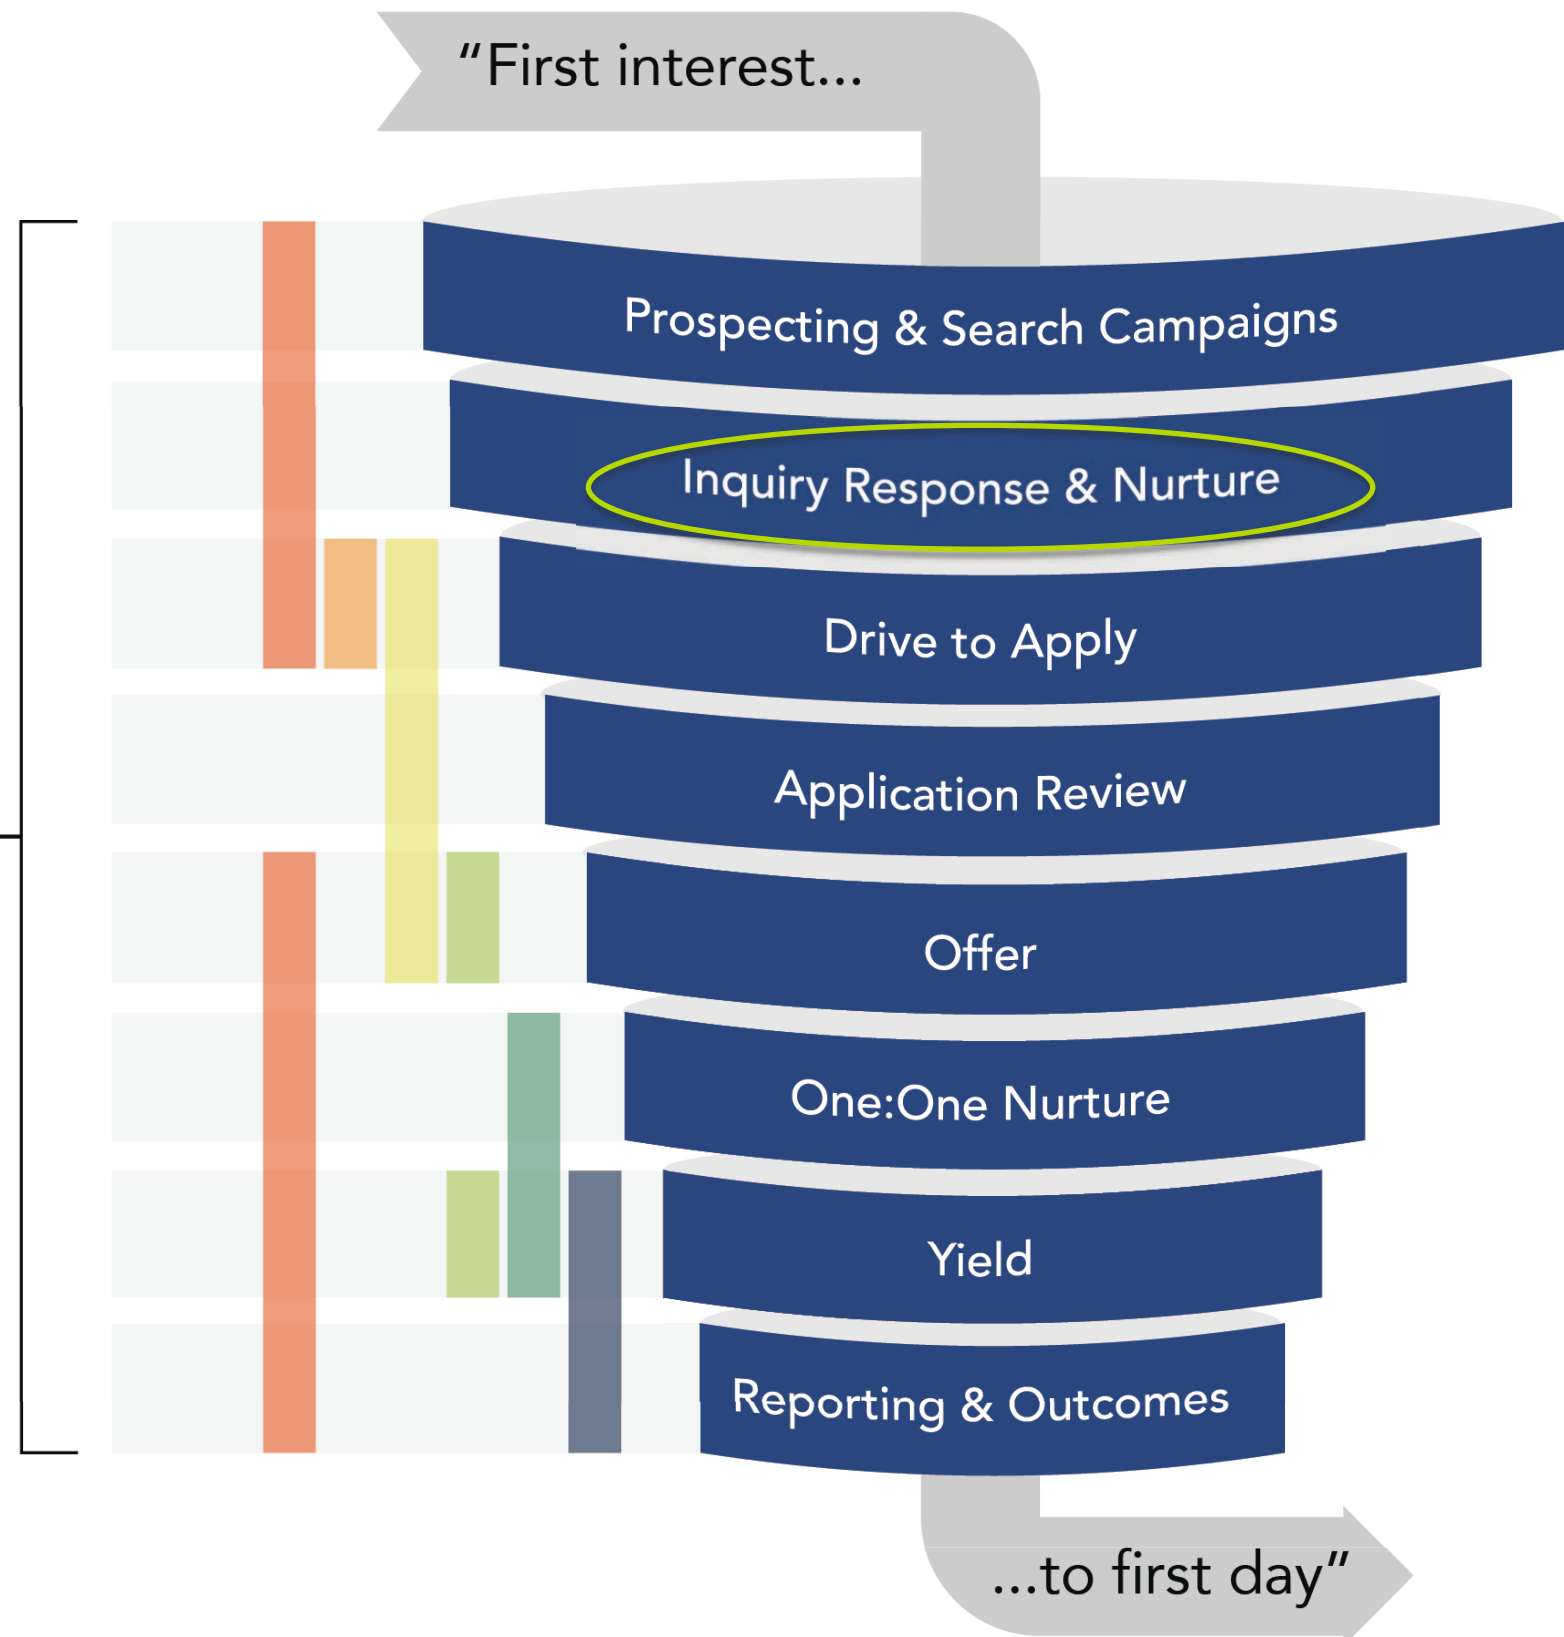 “First interest...
Prospecting & Search Campaigns
Inquiry Response & Nurture
Drive to Apply
Application Review
Offer
One:One Nurture
Yield
Reporting & Outcomes
...to first day”